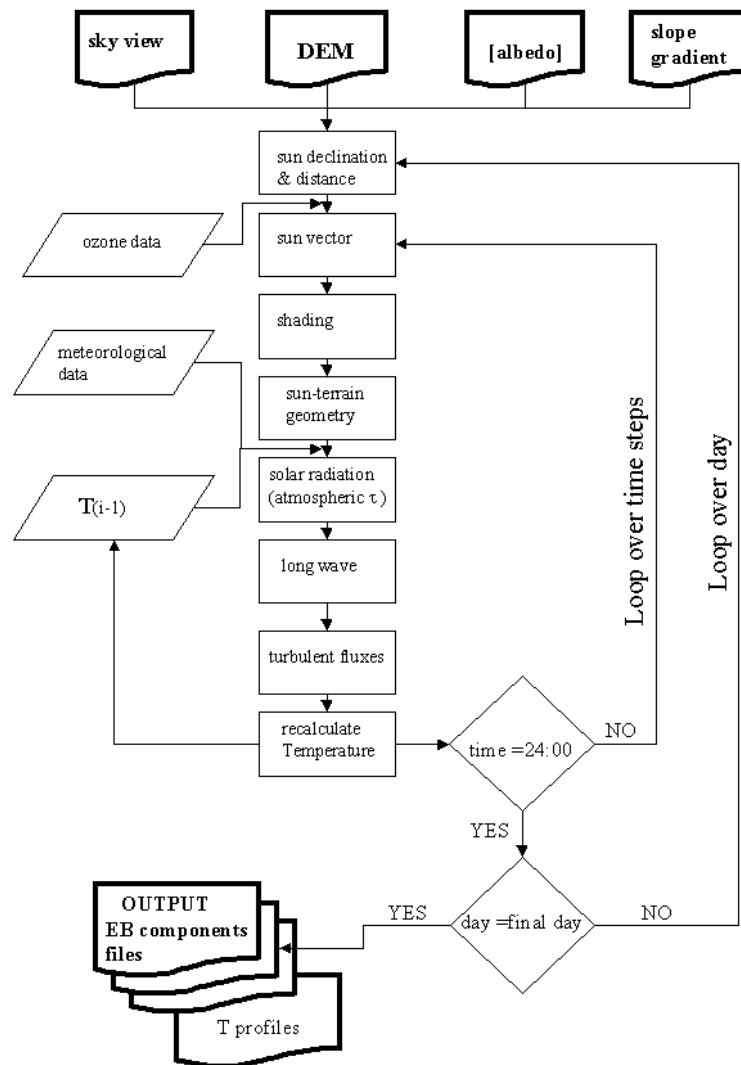 sky view
DEM
[albedo]
slope
gradient
sun declination
& distance
ozone data
sun vector
shading
meteorological
data
sun-terrain
geometry
solar radiation
(atmospheric τ )
T(i-1)
long wave
turbulent fluxes
recalculate
Temperature
time =24:00
NO
YES
Loop over time steps
Loop over day
day =final day
NO
YES
OUTPUT
EB components
files
T profiles